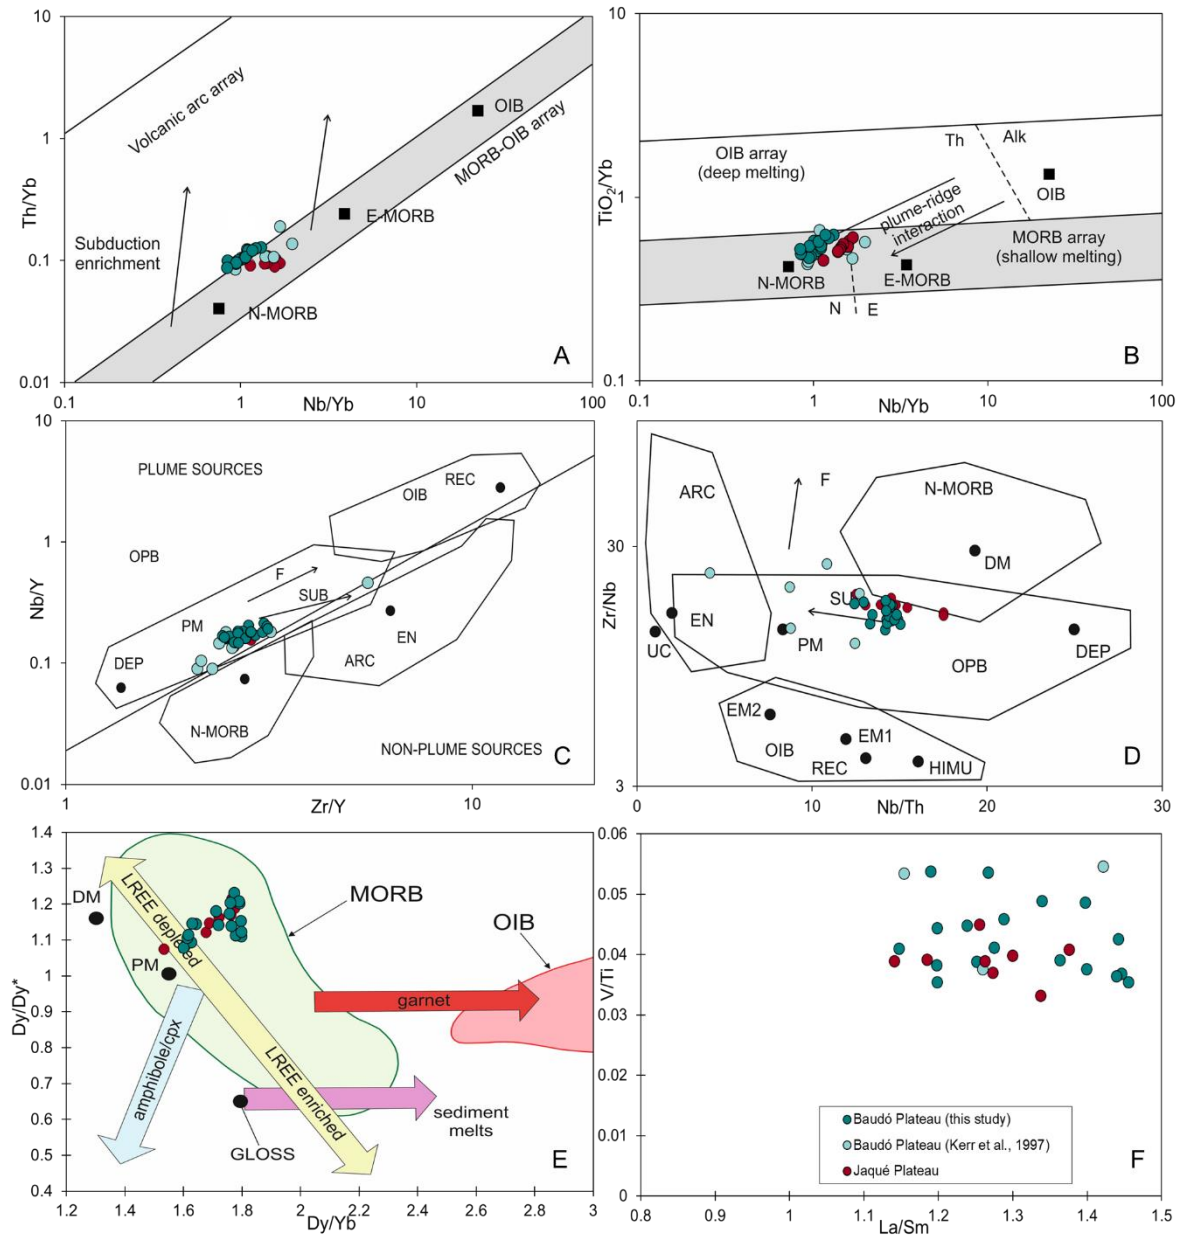 10
1
0.1
0.01
Th/Yb
Volcanic arc array
Subduction
enrichment
MORB-OIB array
OIB
E-MORB
N-MORB
A
0.1
1
10
100
Nb/Yb
10
1
0.1
TiO2/Yb
OIB array
(deep melting)
Th
Alk
OIB
plume-ridge
interaction
MORB array
(shallow melting)
N-MORB
E-MORB
N
E
B
0.1
1
10
100
Nb/Yb
10
1
0.1
0.01
Nb/Y
PLUME SOURCES
REC
OIB
OPB
F
SUB
PM
EN
DEP
ARC
N-MORB
NON-PLUME SOURCES
C
1
Zr/Y
10
30
3
Zr/Nb
ARC
F
N-MORB
DM
SU
EN
UC
PM
DEP
OPB
EM2
OIB
EM1
REC
HIMU
D
0
10
20
30
Nb/Th
1.4
1.3
1.2
1.1
1
0.9
0.8
0.7
0.6
0.5
0.4
Dy/Dy*
DM
LREE depleted
MORB
OIB
PM
garnet
amphibole/cpx
LREE enriched
sediment
melts
GLOSS
E
1.2
1.4
1.6
1.8
2
2.2
2.4
2.6
2.8
3
Dy/Yb
0.06
0.05
0.04
0.03
0.02
0.01
0
V/Ti
Baudó Plateau (this study)
Baudó Plateau (Kerr et al., 1997)
Jaqué Plateau
F
0.8
0.9
1
1.1
1.2
1.3
1.4
1.5
La/Sm